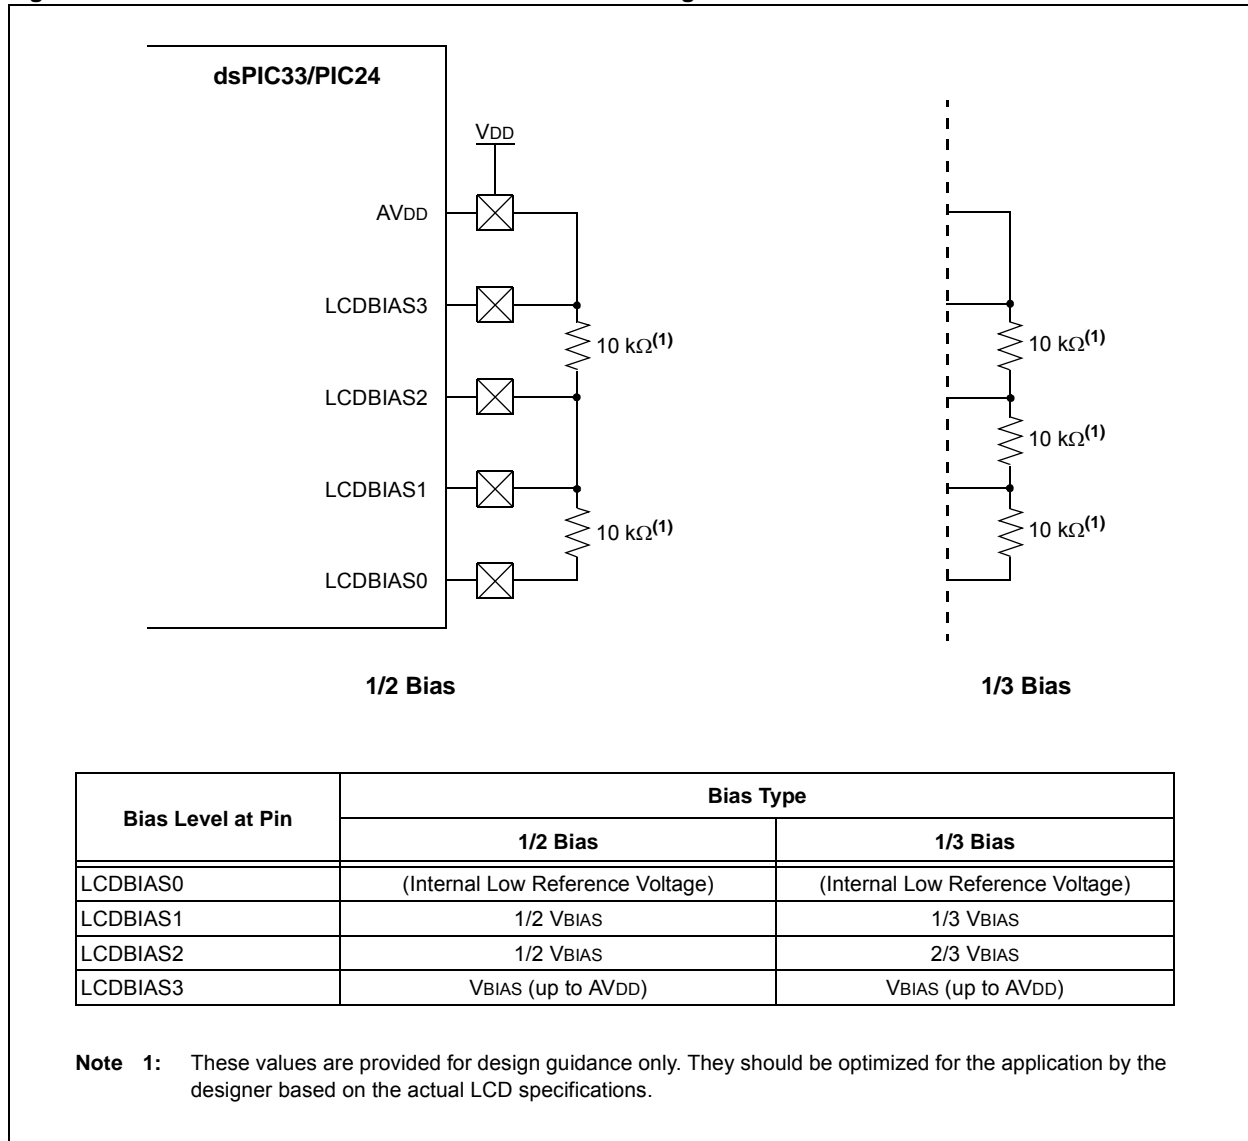 dsPIC33/PIC24
VDD
AVDD
LCDBIAS3
10 kΩ(1)
10 kΩ(1)
LCDBIAS2
10 kΩ(1)
LCDBIAS1
10 kΩ(1)
10 kΩ(1)
LCDBIAS0
1/2 Bias
1/3 Bias
Bias Level at Pin
Bias Type
1/2 Bias
1/3 Bias
LCDBIAS0 (Internal Low Reference Voltage) (Internal Low Reference Voltage)
LCDBIAS1 1/2 VBIAS 1/3 VBIAS
LCDBIAS2 1/2 VBIAS 2/3 VBIAS
LCDBIAS3 VBIAS (up to AVDD) VBIAS (up to AVDD)
Note 1: These values are provided for design guidance only. They should be optimized for the application by the
designer based on the actual LCD specifications.